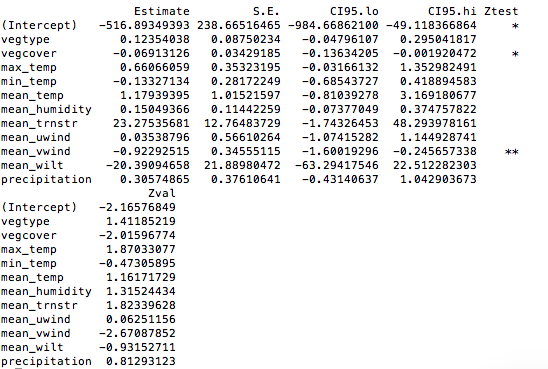 Estimate S.E. CI95.lo CI95.hi Ztest
(Intercept) -516.89349393 238.66516465 -984.66862100 -49.118366864 *
vegtype 0.12354038 0.08750234 -0.04796107 0.295041817
vegcover -0.06913126 0.03429185 -0.13634205 -0.001920472 *
max_temp 0.66066059 0.35323195 -0.03166132 1.352982491
min_temp -0.13327134 0.28172249 -0.68543727 0.418894583
mean_temp 1.17939395 1.01521597 -0.81039278 3.169180677
mean_humidity 0.15049366 0.11442259 -0.07377049 0.374757822
mean_trnstr 23.27535681 12.76483729 -1.74326453 48.293978161
mean_uwind 0.03538796 0.56610264 -1.07415282 1.144928741
mean_vwind -0.92292515 0.34555115 -1.60019296 -0.245657338 **
mean_wilt -20.39094658 21.88980472 -63.29417546 22.512282303
precipitation 0.30574865 0.37610641 -0.43140637 1.042903673
Zval
(Intercept) -2.16576849
vegtype 1.41185219
vegcover -2.01596774
max_temp 1.87033077
min_temp -0.47305895
mean_temp 1.16171729
mean_humidity 1.31524434
mean_trnstr 1.82339628
mean_uwind 0.06251156
mean_vwind -2.67087852
mean_wilt -0.93152711
precipitation 0.81293123